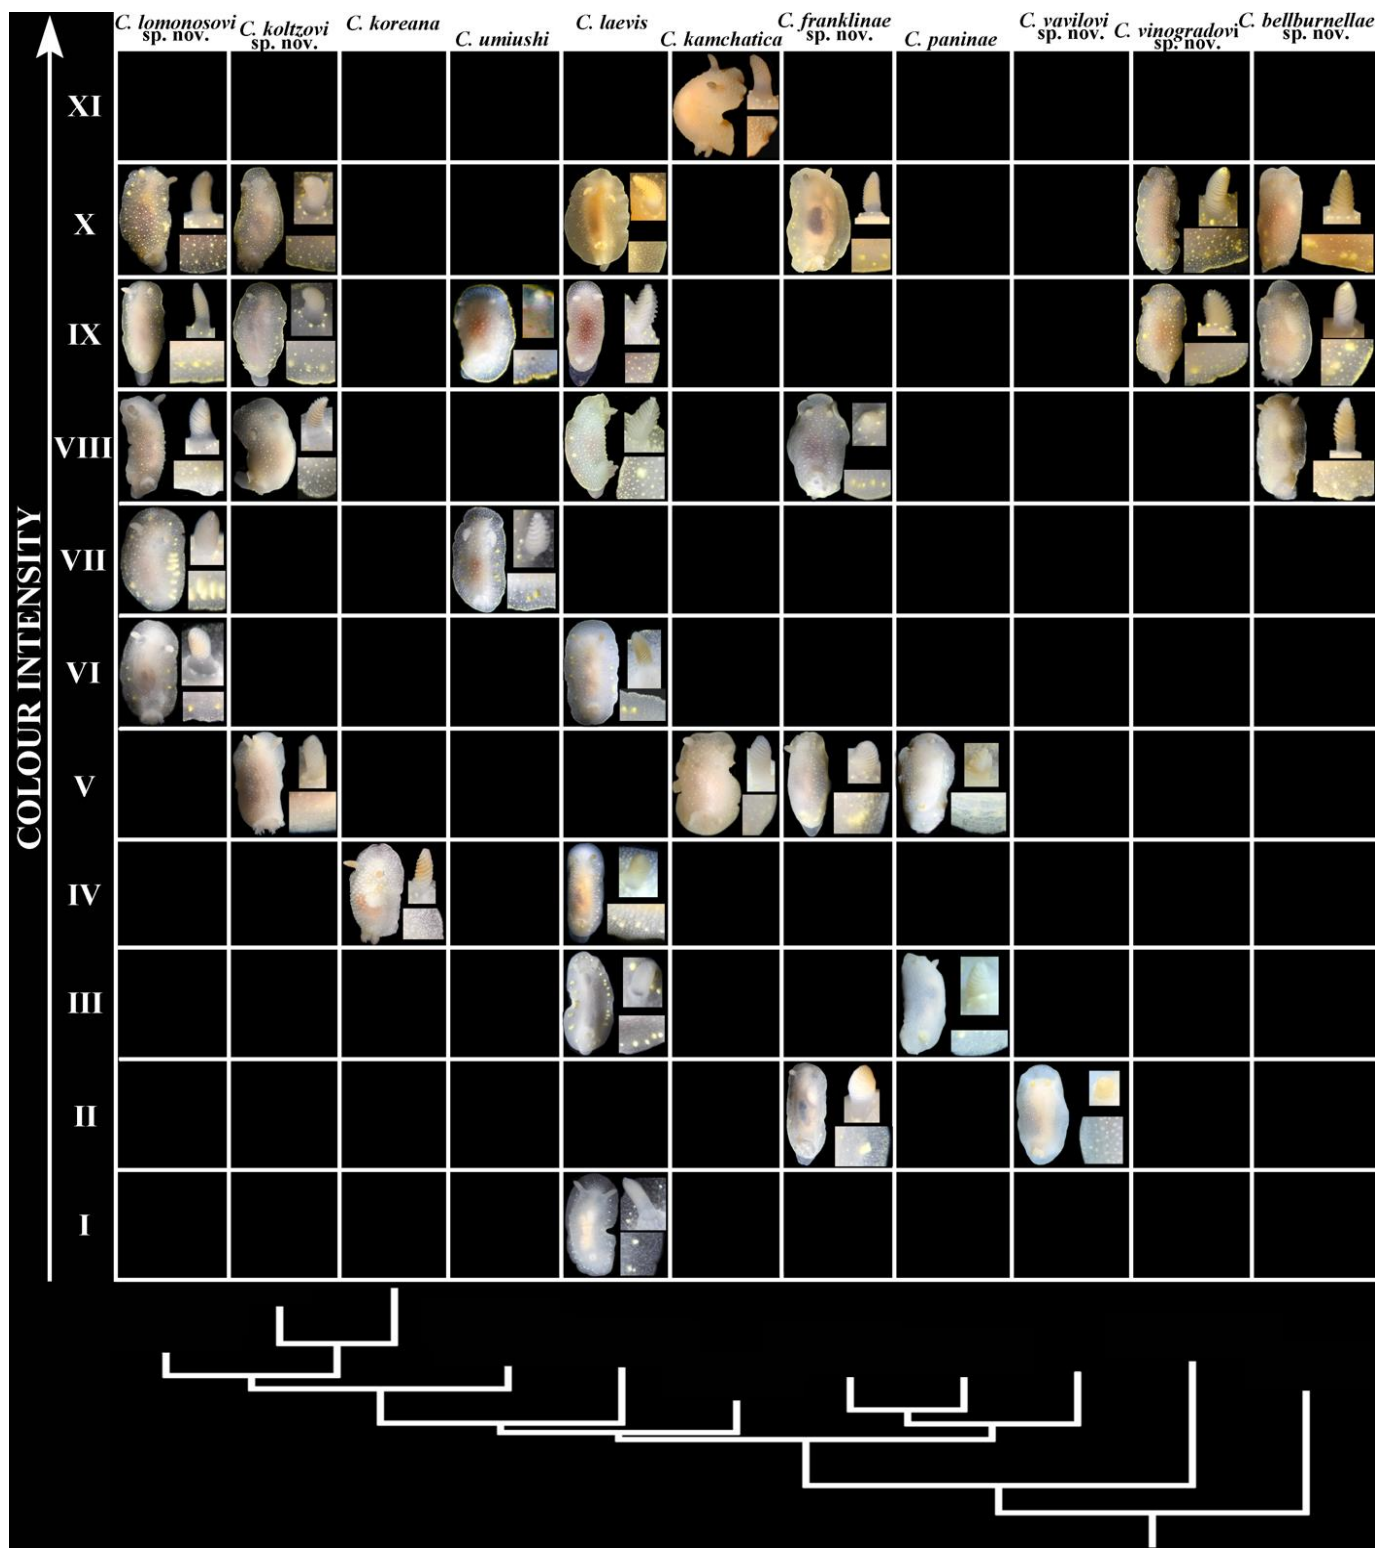 C. lomonosovi
sp. nov.
C. koltzovi
sp. nov.
C. koreana
C. umiushi
C. laevis
C. kamchatica
C. franklinae
sp. nov.
C. paninae
C. vavilovi
sp. nov.
C. vinogradovi
sp. nov.
C. bellburnellae
sp. nov.
COLOUR INTENSITY
XI
X
IX
VIII
VII
VI
V
IV
III
II
I